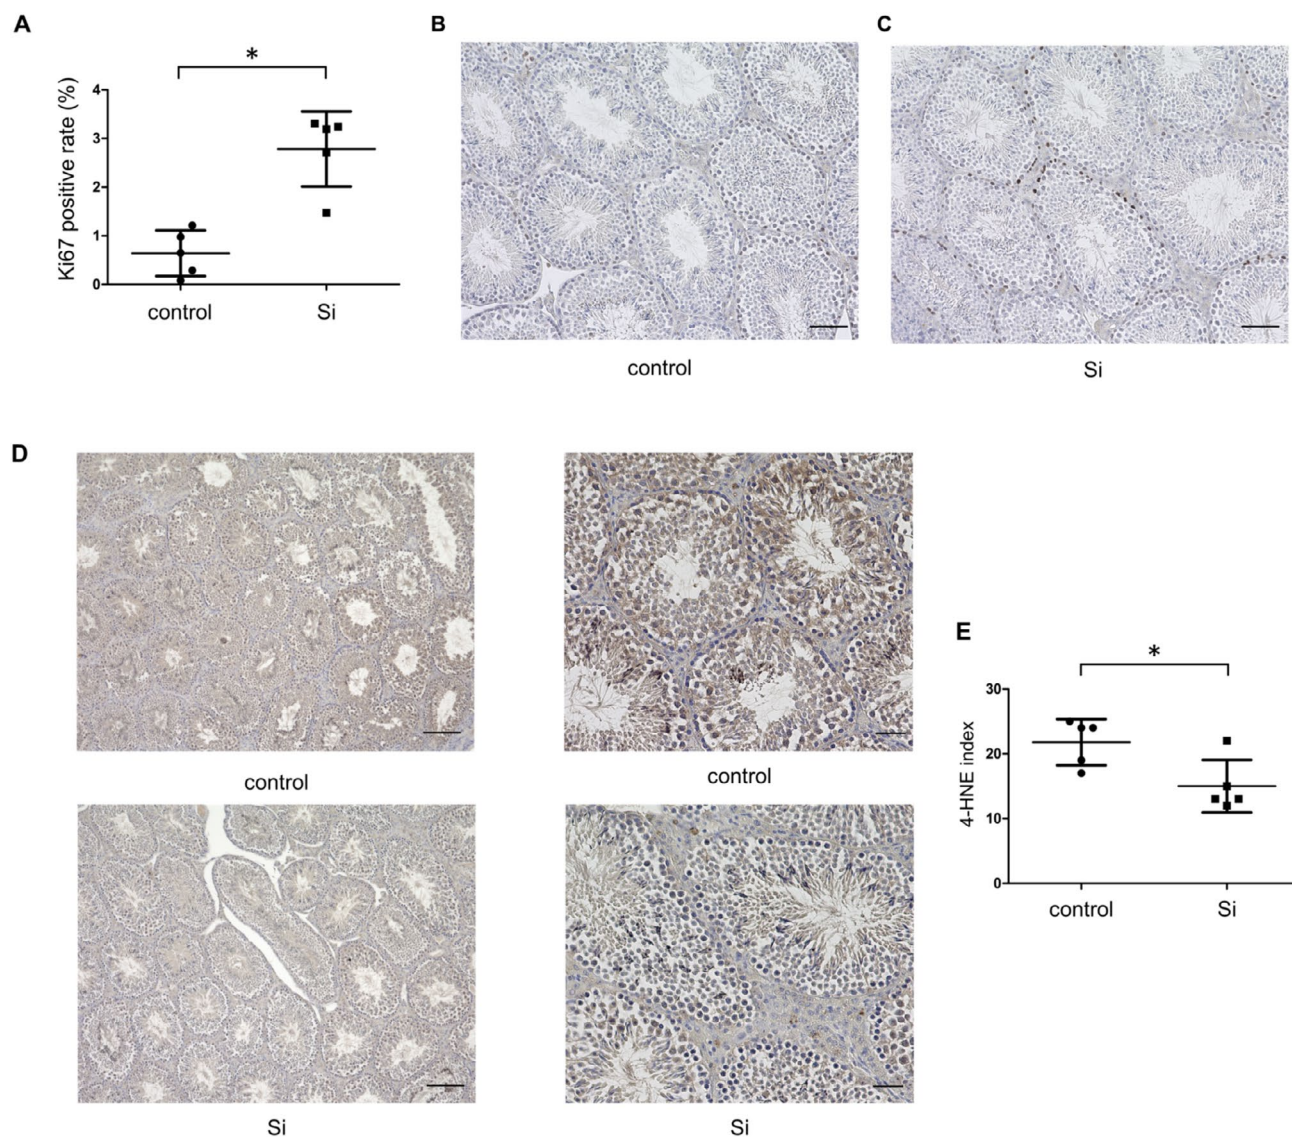 A
B
C
*
Ki67 positive rate (%)
4
3
2
1
0
control
Si
control
Si
D
control
control
Si
Si
E
*
4-HNE index
30
20
10
0
control
Si